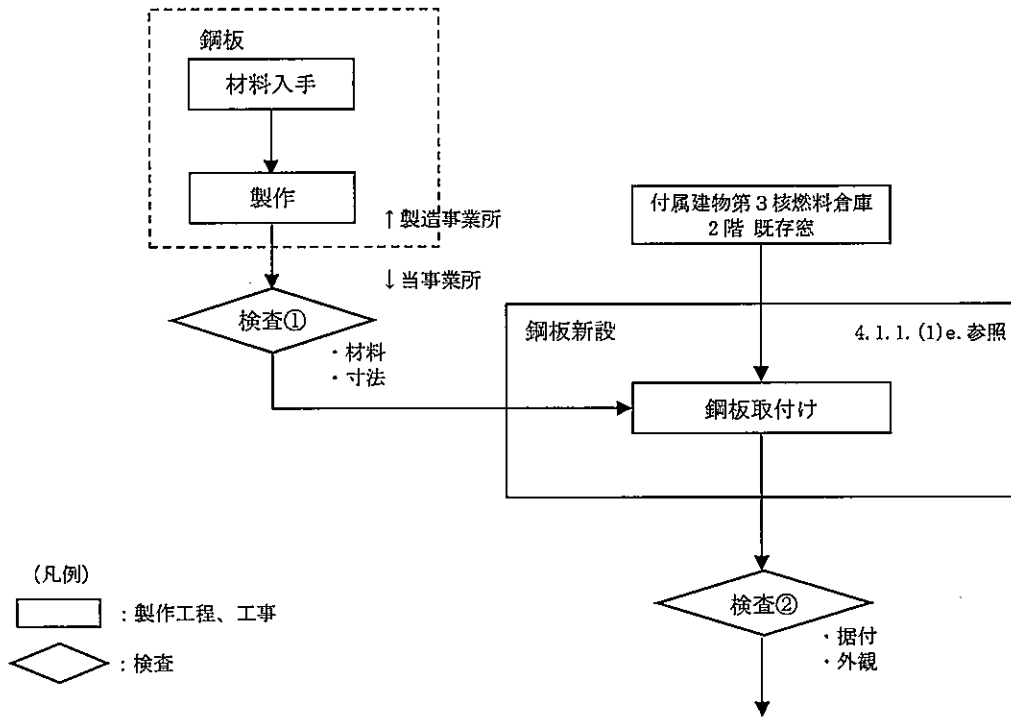 鋼板
材料入手
製作
↑製造事業所
↓当事業所
検査①
・材料
・寸法
付属建物第3核燃料倉庫
2階 既存窓
鋼板新設
4.1.1.(1)e.参照
鋼板取付け
検査②
・据付
・外観
(凡例)
:製作工程、工事
:検査